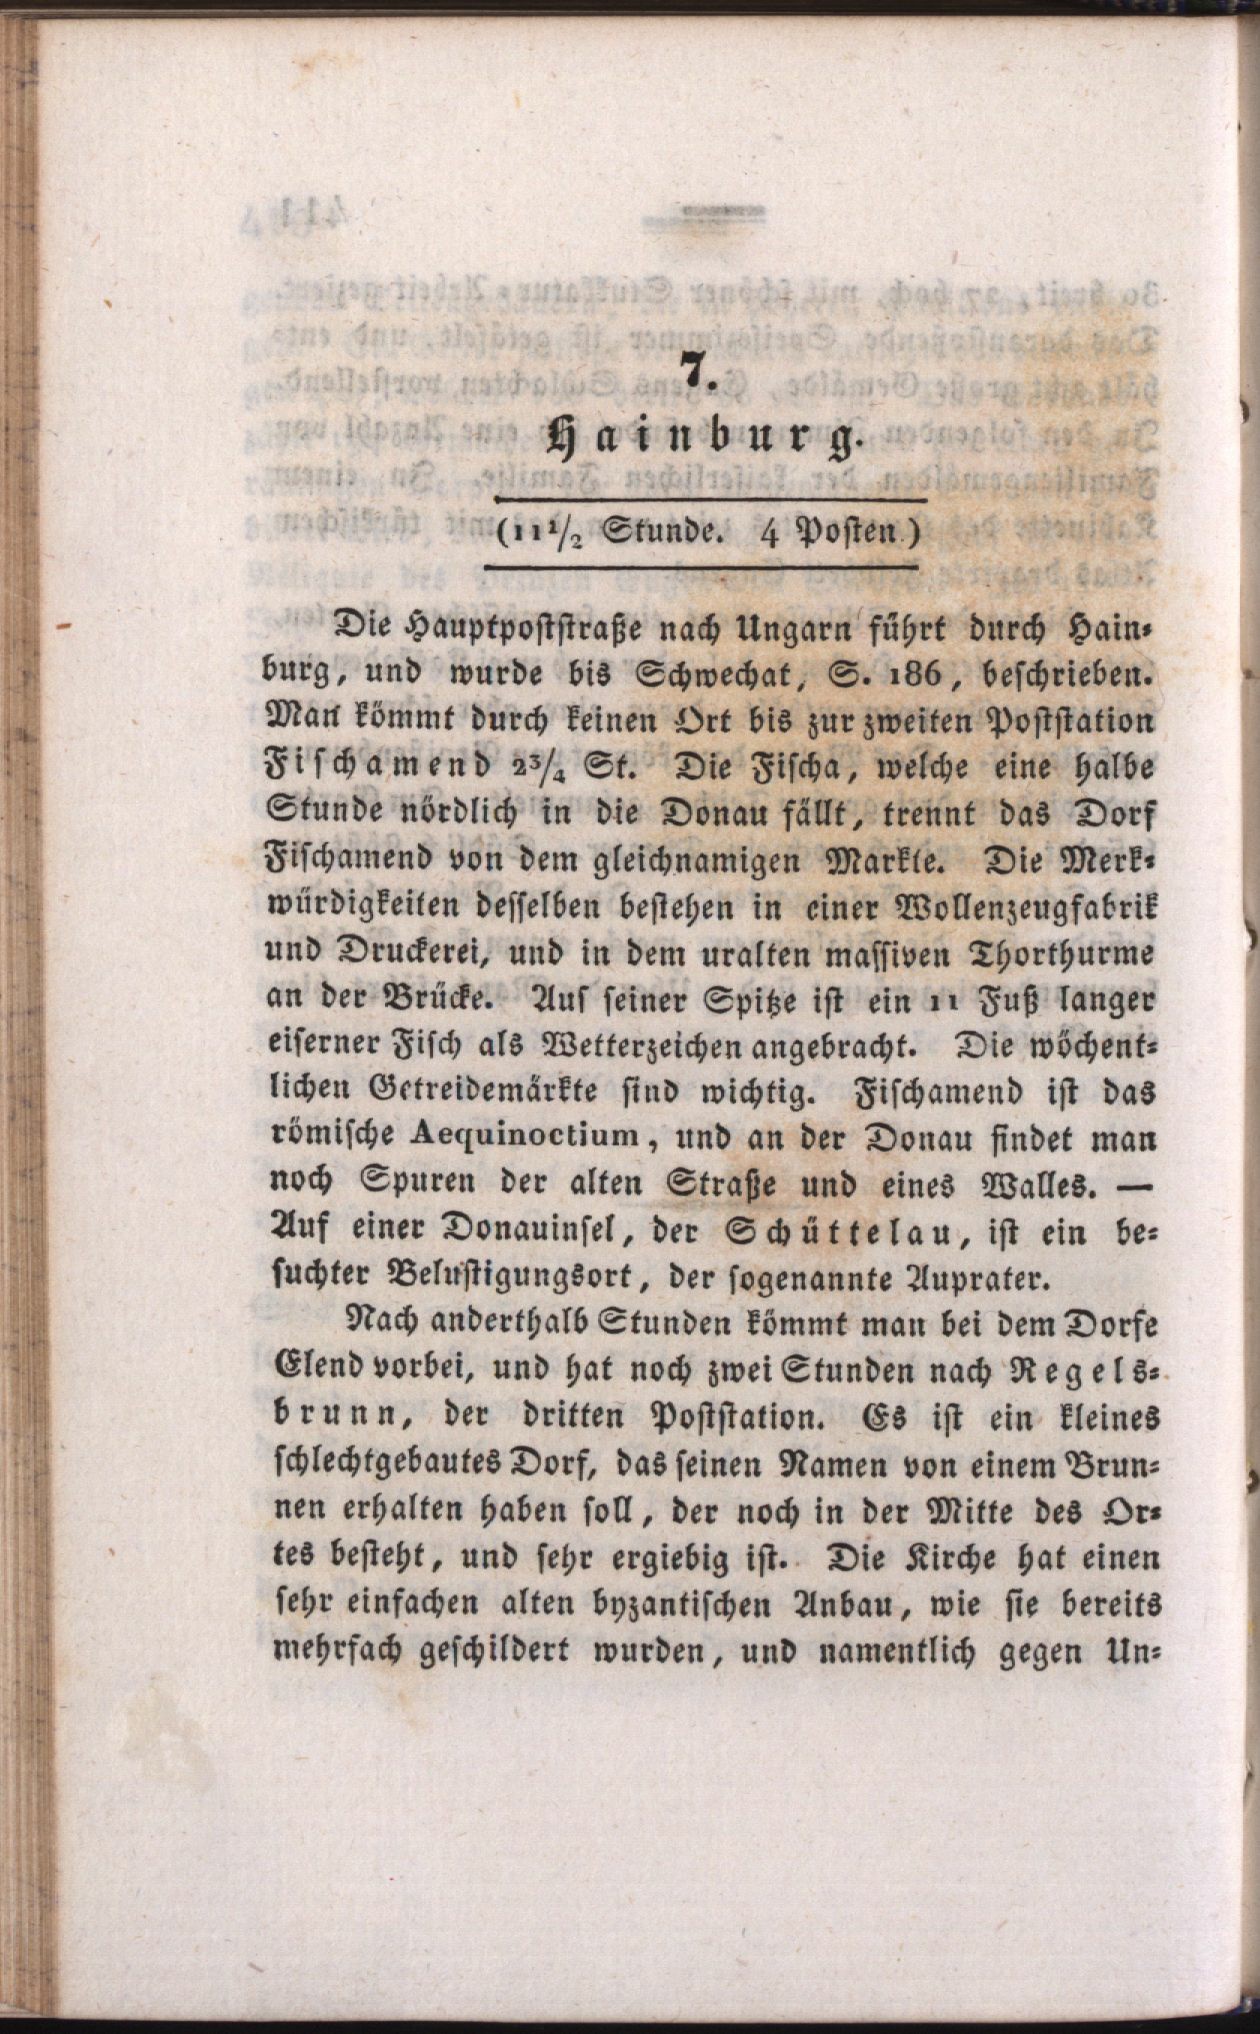 7.
Hainburg.
(11 1/2 Stunde. 4 Posten.)
Die Hauptpoststraße nach Ungarn führt durch Hain-
burg, und wurde bis Schwechat, S. 186, beschrieben.
Man kömmt durch keinen Ort bis zur zweiten Poststation
Fischamend 2 3/4 St. Die Fischa, welche eine halbe
Stunde nördlich in die Donau fällt, trennt das Dorf
Fischamend von dem gleichnamigen Markte. Die Merk-
würdigkeiten desselben bestehen in einer Wollenzeugfabrik
und Druckerei, und in dem uralten massiven Thorthurme
an der Brücke. Auf seiner Spitze ist ein 11 Fuß langer
eiserner Fisch als Wetterzeichen angebracht. Die wöchent-
lichen Getreidemärkte sind wichtig. Fischamend ist das
römische Aequinoctium, und an der Donau findet man
noch Spuren der alten Straße und eines Walles. —
Auf einer Donauinsel, der Schüttelau, ist ein be-
suchter Belustigungsort, der sogenannte Auprater.
Nach anderthalb Stunden kömmt man bei dem Dorfe
Elend vorbei, und hat noch zwei Stunden nach Regels-
brunn, der dritten Poststation. Es ist ein kleines
schlechtgebautes Dorf, das seinen Namen von einem Brun-
nen erhalten haben soll, der noch in der Mitte des Or-
tes besteht, und sehr ergiebig ist. Die Kirche hat einen
sehr einfachen alten byzantischen Anbau, wie sie bereits
mehrfach geschildert wurden, und namentlich gegen Un-